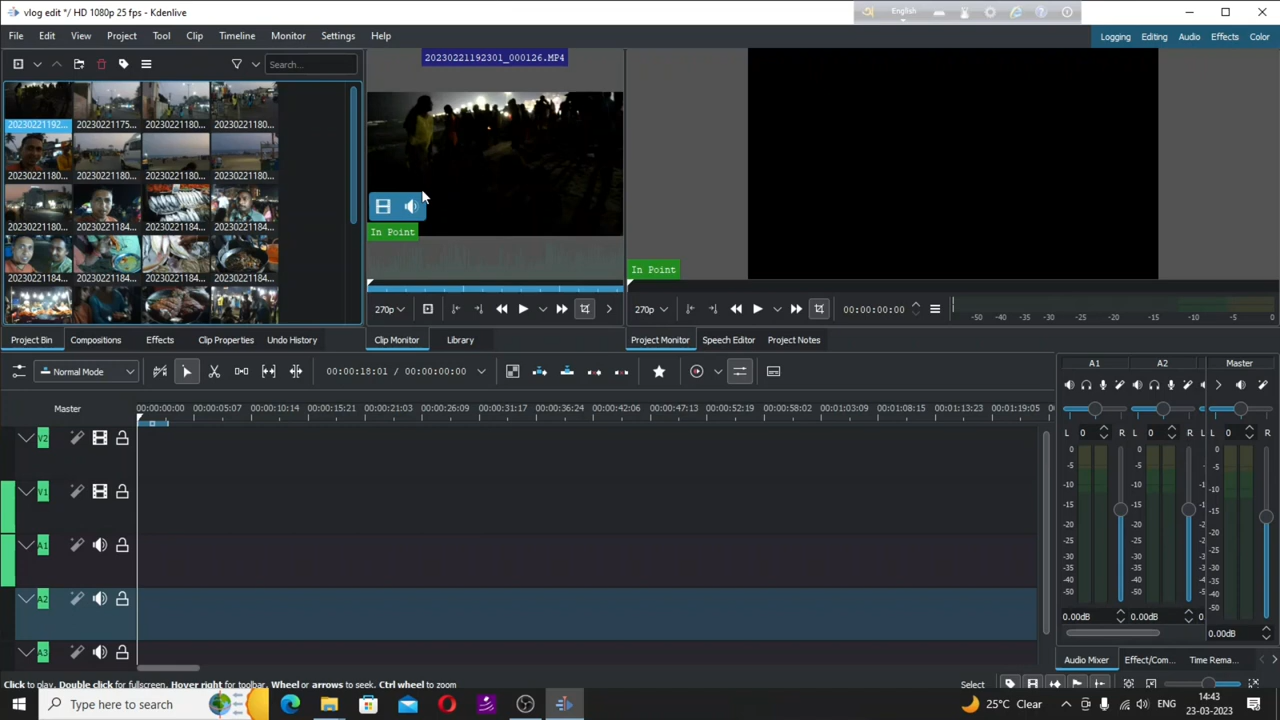 vlog edit */ HD 1080p 25 fps - Kdenlive
English
File Edit View Project Tool Clip Timeline Monitor Settings Help
Logging Editing Audio Effects Color
Search...
20230221192301_000126.MP4
20230221192... 20230221175... 20230221180... 20230221180...
20230221180... 20230221180... 20230221180... 20230221180...
20230221180... 20230221184... 20230221184... 20230221184...
20230221184... 20230221184... 20230221184... 20230221184...
In Point
In Point
270p
270p
00:00:00:00
-50 -40 -30 -25 -20 -15 -10 -5 0
Project Bin Compositions Effects Clip Properties Undo History
Clip Monitor Library
Project Monitor Speech Editor Project Notes
Normal Mode
00:00:18:01 / 00:00:00:00
A1 A2 Master
Master
00:00:00:00 00:00:05:07 00:00:10:14 00:00:15:21 00:00:21:03 00:00:26:09 00:00:31:17 00:00:36:24 00:00:42:06 00:00:47:13 00:00:52:19 00:00:58:02 00:01:03:09 00:01:08:15 00:01:13:23 00:01:19:05
V2
V1
A1
A2
A3
L 0 R L 0 R L 0 R
0 -5 -10 -15 -20 -25 -30 -35 -40 -50
0 -5 -10 -15 -20 -25 -30 -35 -40 -50
0 -5 -10 -15 -20 -25 -30 -35 -40 -50
0.00dB 0.00dB 0
0.00dB
Audio Mixer Effect/Com... Time Rema...
Click to play, Double click for fullscreen, Hover right for toolbar, Wheel or arrows to seek, Ctrl wheel to zoom
Select
Type here to search
25°C Clear
ENG
14:43
23-03-2023